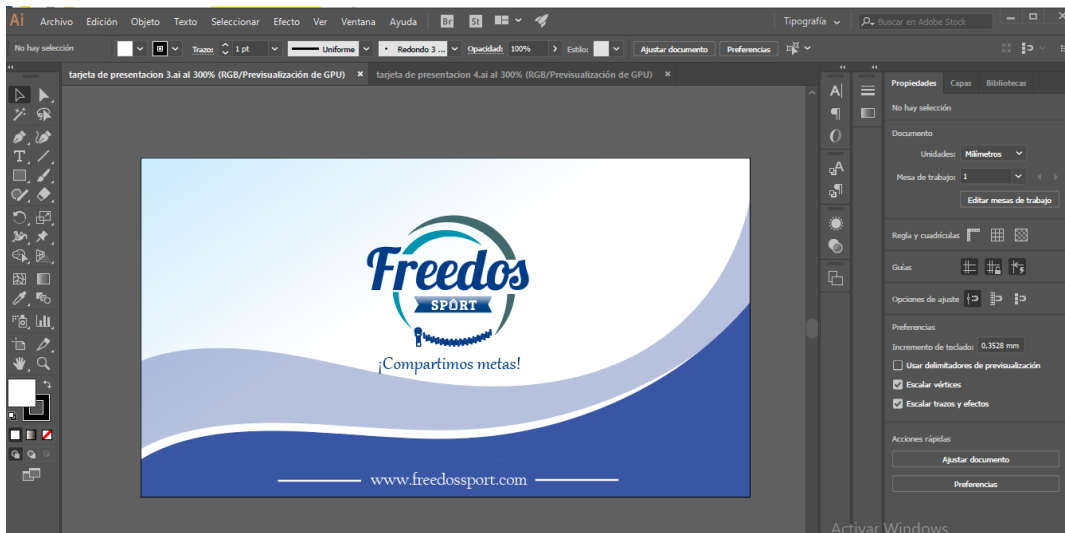 Ai Archivo Edición Objeto Texto Seleccionar Efecto Ver Ventana Ayuda Br St Tipografía Buscar en Adobe Stock
No hay selección Trazo: 1 pt Uniforme Redondo 3 ... Opacidad: 100% Estilo: Ajustar documento Preferencias
tarjeta de presentacion 3.ai al 300% (RGB/Previsualización de GPU) × tarjeta de presentacion 4.ai al 300% (RGB/Previsualización de GPU) ×
Propiedades Capas Bibliotecas
No hay selección
Documento
Unidades: Milímetros
Mesa de trabajo: 1
Editar mesas de trabajo
Regla y cuadrículas
Guías
Opciones de ajuste
Preferencias
Incremento de teclado: 0,3528 mm
Usar delimitadores de previsualización
Escalar vértices
Escalar trazos y efectos
Acciones rápidas
Ajustar documento
Preferencias
Freedos
SPORT
¡Compartimos metas!
www.freedossport.com
Activar Windows